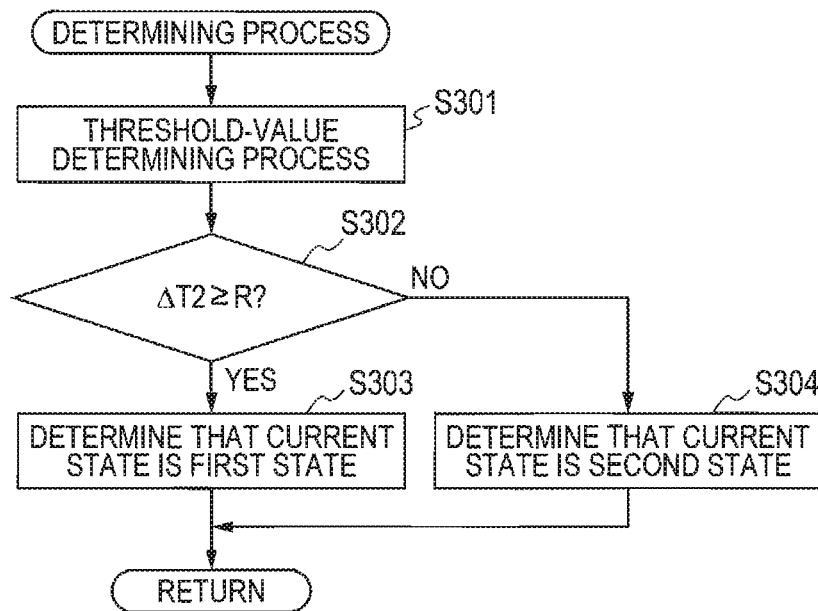 DETERMINING PROCESS
S301
THRESHOLD-VALUE
DETERMINING PROCESS
S302
ΔT2 ≥ R?
NO
YES
S303
DETERMINE THAT CURRENT
STATE IS FIRST STATE
S304
DETERMINE THAT CURRENT
STATE IS SECOND STATE
RETURN